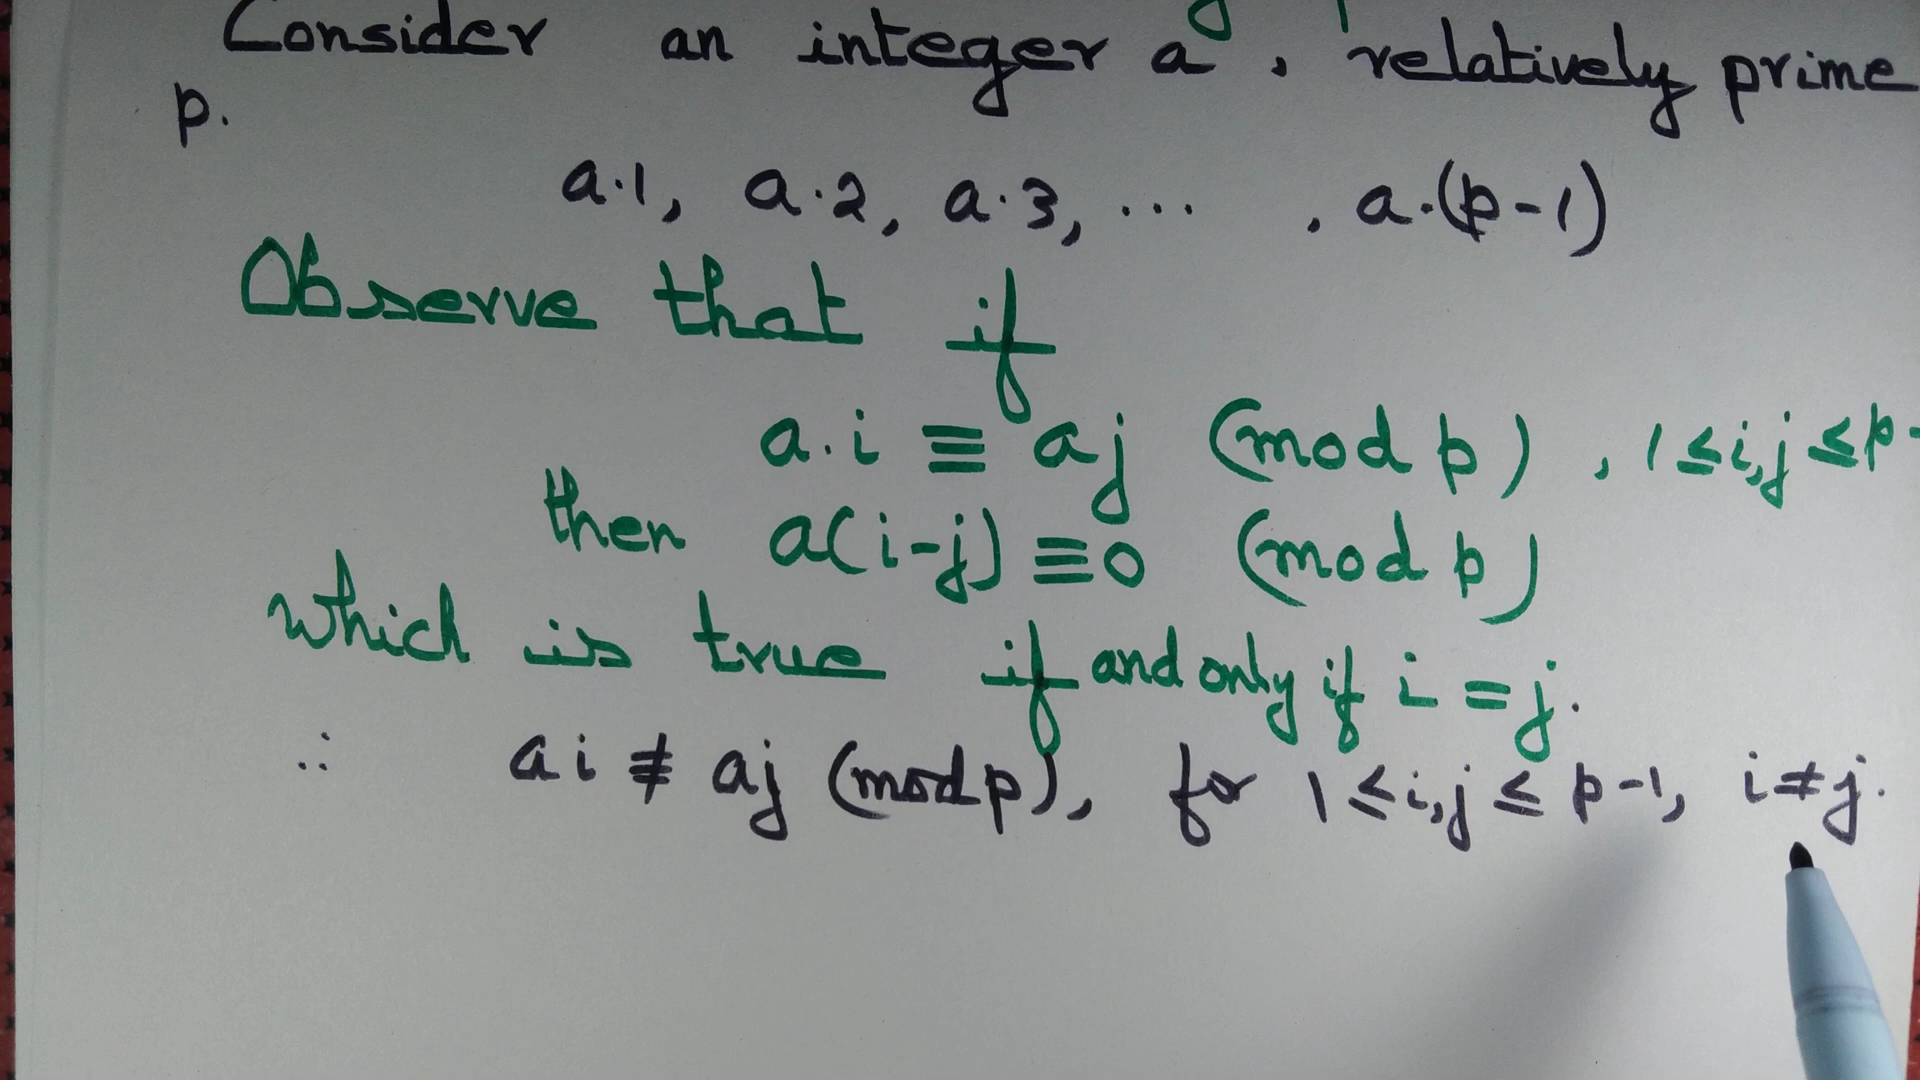 Consider an integer a, relatively prime
p.
a.1, a.2, a.3, ... , a.(p-1)
Observe that if
a.i ≡ aj (mod p), 1≤i,j≤p-
then a(i-j)≡0 (mod p)
which is true if and only if i = j.
∴ ai ≢ aj (mod p), for 1≤i,j≤ p-1, i≠j.